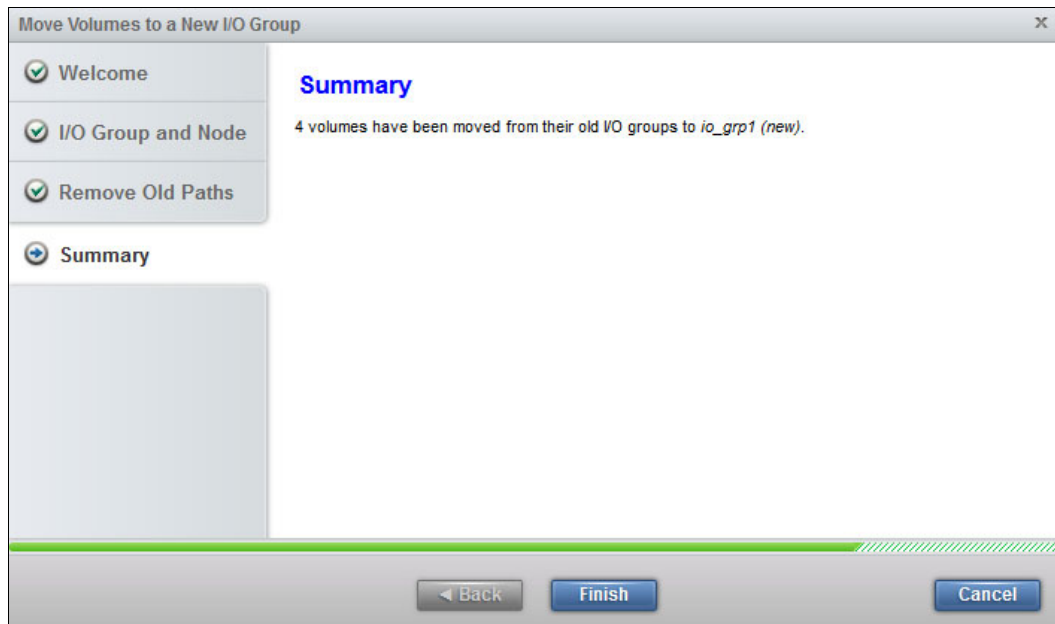 Move Volumes to a New I/O Group
x
Welcome
I/O Group and Node
Remove Old Paths
Summary
Summary
4 volumes have been moved from their old I/O groups to io_grp1 (new).
Back
Finish
Cancel